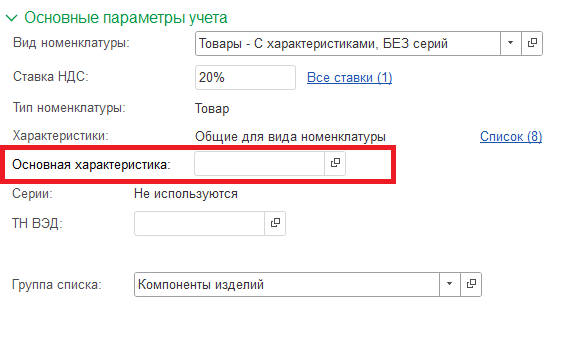 Основные параметры учета
Вид номенклатуры: Товары - С характеристиками, БЕЗ серий
Ставка НДС: 20% Все ставки (1)
Тип номенклатуры: Товар
Характеристики: Общие для вида номенклатуры Список (8)
Основная характеристика:
Серии: Не используются
ТН ВЭД:
Группа списка: Компоненты изделий